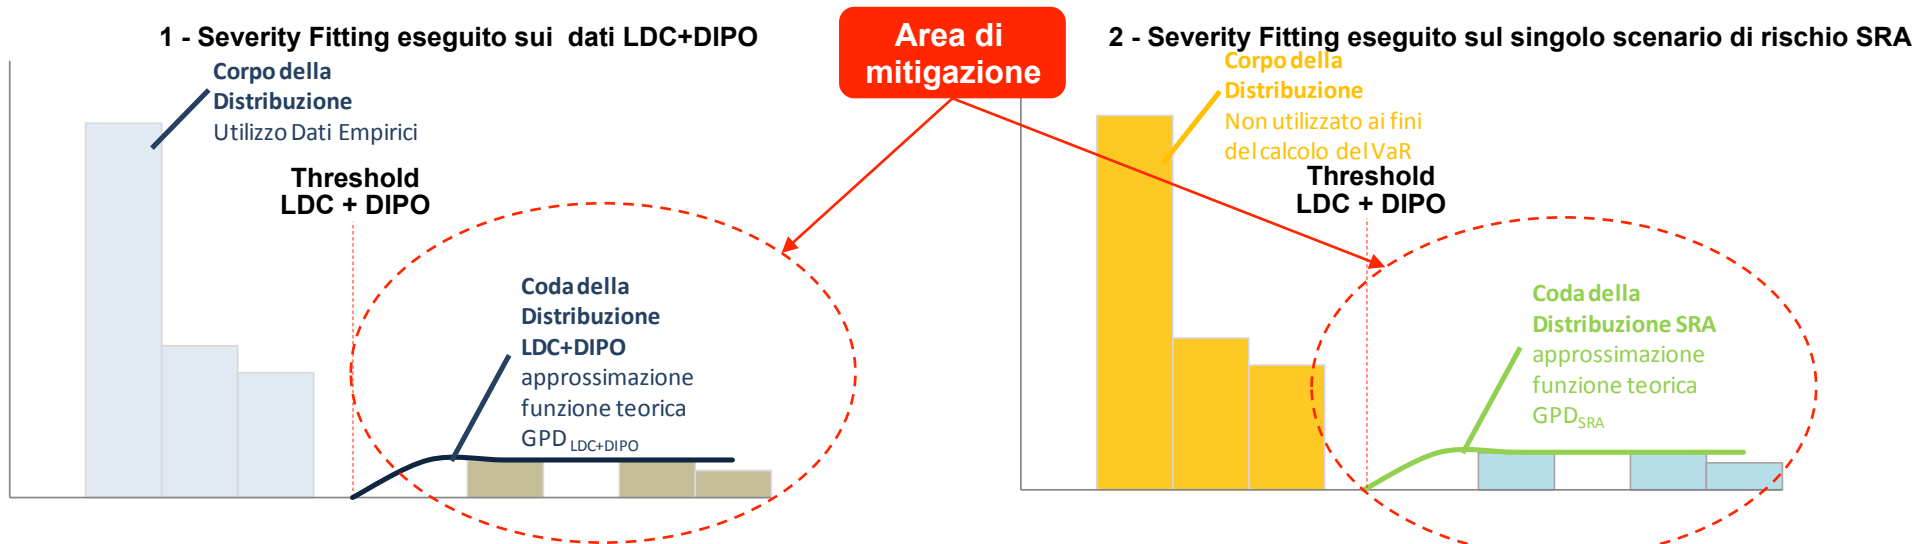 1 - Severity Fitting eseguito sui  dati LDC+DIPO
Corpo della
Distribuzione
Utilizzo Dati Empirici
Threshold
LDC + DIPO
Coda della
Distribuzione
LDC+DIPO
approssimazione
funzione teorica
GPD LDC+DIPO
Area di
mitigazione
2 - Severity Fitting eseguito sul singolo scenario di rischio SRA
Corpo della
Distribuzione
Non utilizzato ai fini
del calcolo del VaR
Threshold
LDC + DIPO
Coda della
Distribuzione SRA
approssimazione
funzione teorica
GPDSRA